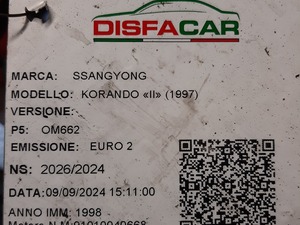 DISFACAR
MARCA: SSANGYONG
MODELLO: KORANDO «II» (1997)
VERSIONE:
P5: OM662
EMISSIONE: EURO 2
NS: 2026/2024
DATA:09/09/2024 15:11:00
ANNO IMM: 1998